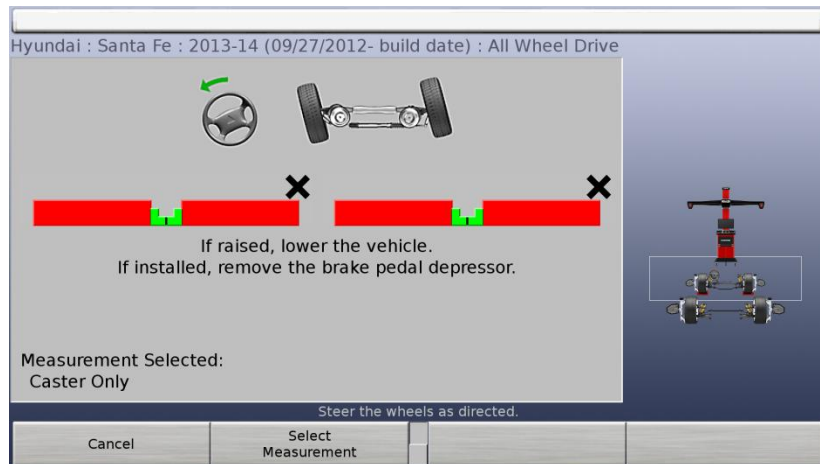 Hyundai : Santa Fe : 2013-14 (09/27/2012- build date) : All Wheel Drive
If raised, lower the vehicle.
If installed, remove the brake pedal depressor.
Measurement Selected:
Caster Only
Steer the wheels as directed.
Cancel
Select
Measurement